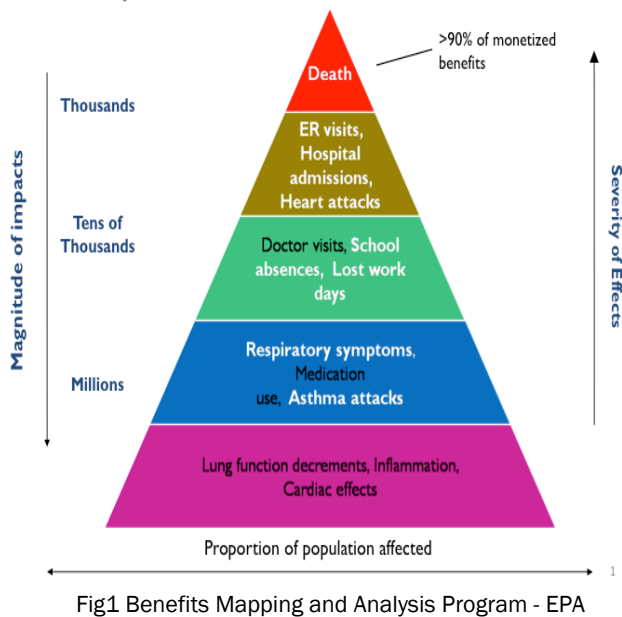 >90% of monetized
benefits
Death
Thousands
ER visits,
Hospital
admissions,
Heart attacks
Magnitude of impacts
Severity of Effects
Tens of
Thousands
Doctor visits, School
absences, Lost work
days
Respiratory symptoms,
Medication
use, Asthma attacks
Millions
Lung function decrements, Inflammation,
Cardiac effects
Proportion of population affected
1
Fig1 Benefits Mapping and Analysis Program - EPA